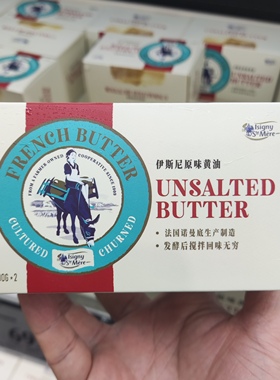 Isigny
Ste Mère
FRENCH BUTTER
FROM A FARMER OWNED COOPERATIVE SINCE 1909
CULTURED
CHURNED
Isigny
Ste Mère
伊斯尼原味黄油
UNSALTED
BUTTER
• 法国诺曼底生产制造
• 发酵后搅拌回味无穷